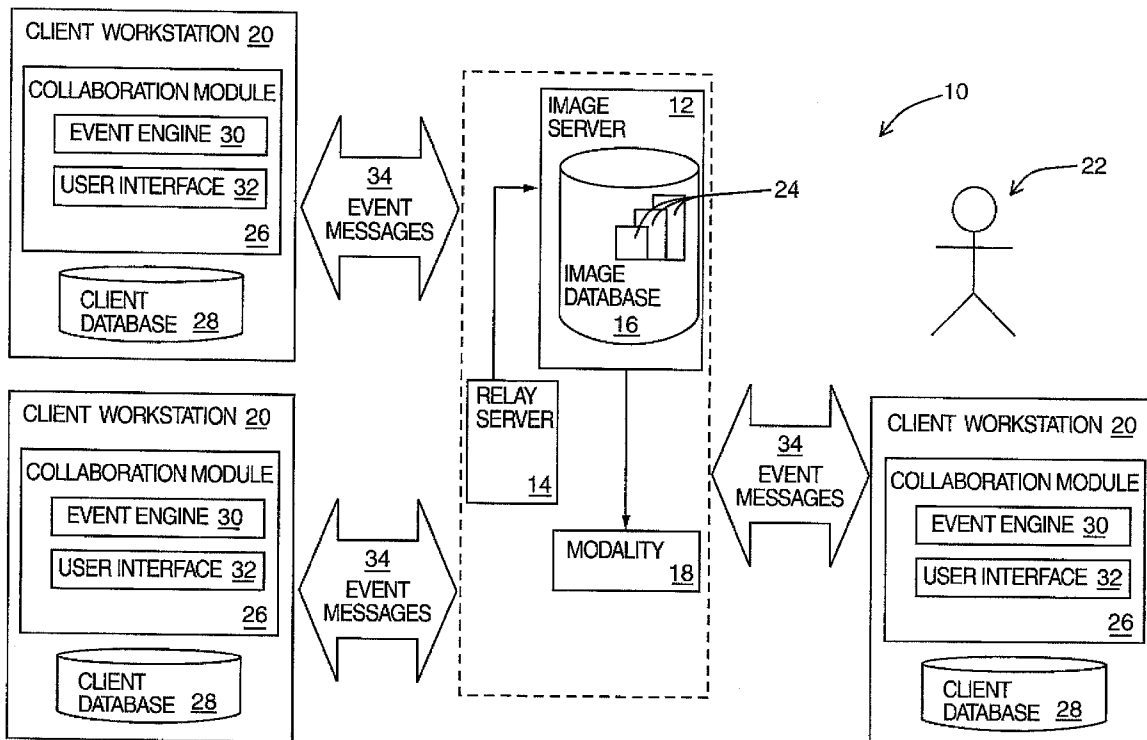 CLIENT WORKSTATION 20
COLLABORATION MODULE
EVENT ENGINE 30
USER INTERFACE 32
26
CLIENT
DATABASE 28
34
EVENT
MESSAGES
IMAGE 12
SERVER
24
IMAGE
DATABASE
16
10
22
RELAY
SERVER
14
MODALITY
18
CLIENT WORKSTATION 20
COLLABORATION MODULE
EVENT ENGINE 30
USER INTERFACE 32
26
CLIENT
DATABASE 28
34
EVENT
MESSAGES
34
EVENT
MESSAGES
CLIENT WORKSTATION 20
COLLABORATION MODULE
EVENT ENGINE 30
USER INTERFACE 32
26
CLIENT
DATABASE 28